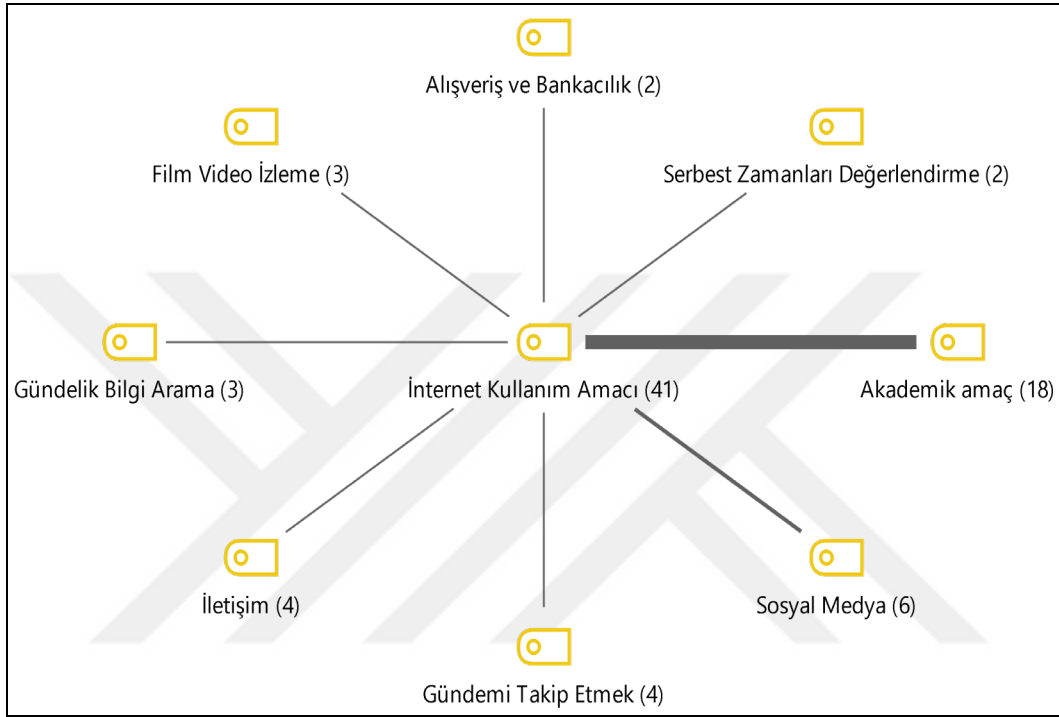 Alışveriş ve Bankacılık (2)
Film Video İzleme (3)
Serbest Zamanları Değerlendirme (2)
Gündelik Bilgi Arama (3)
İnternet Kullanım Amacı (41)
Akademik amaç (18)
İletişim (4)
Sosyal Medya (6)
Gündemi Takip Etmek (4)